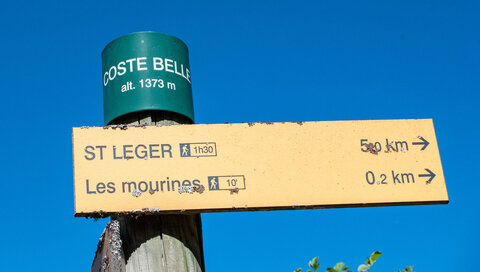 COSTE BELLE
alt. 1373 m
ST LEGER 1h30 5,0 km →
Les mourines 10' 0,2 km →